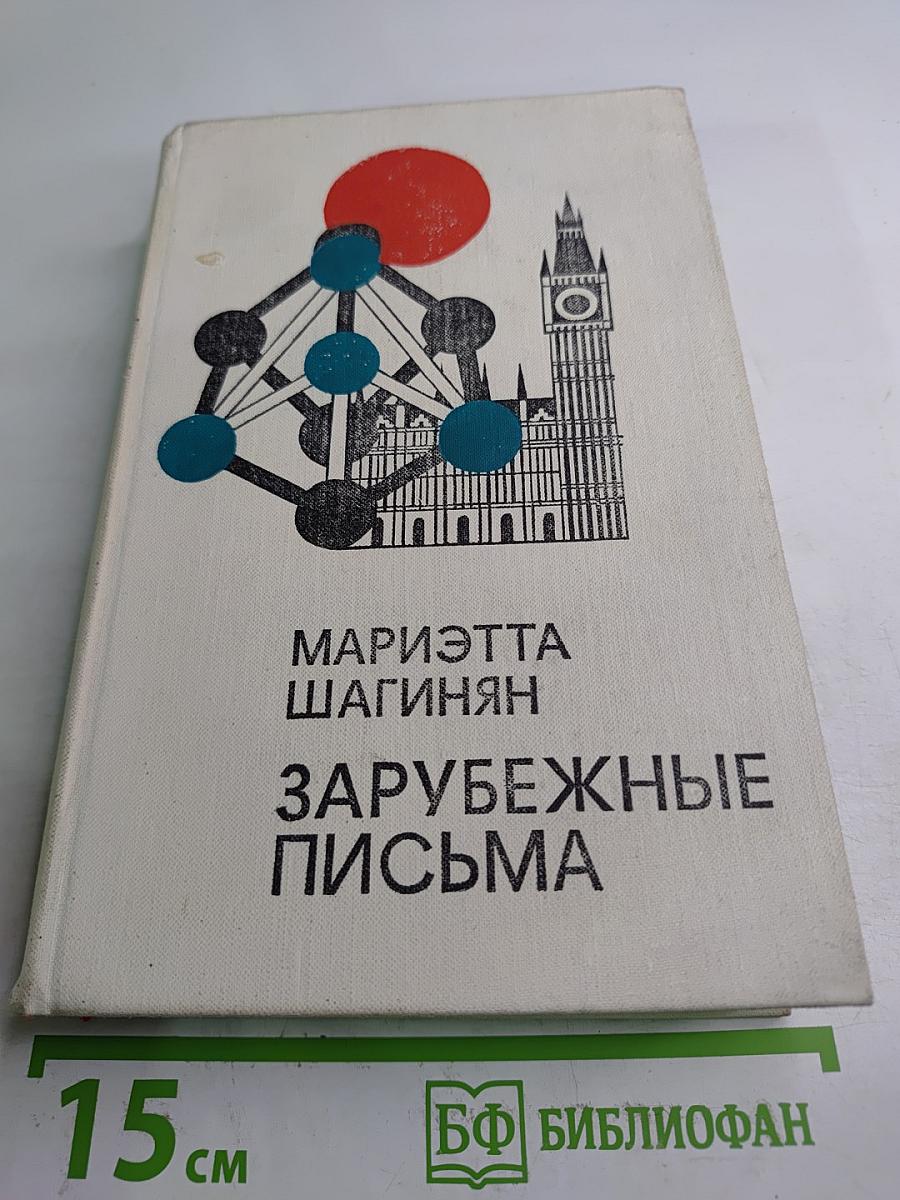 МАРИЭТТА
ШАГИНЯН
ЗАРУБЕЖНЫЕ
ПИСЬМА
15 см
БФ БИБЛИОФАН